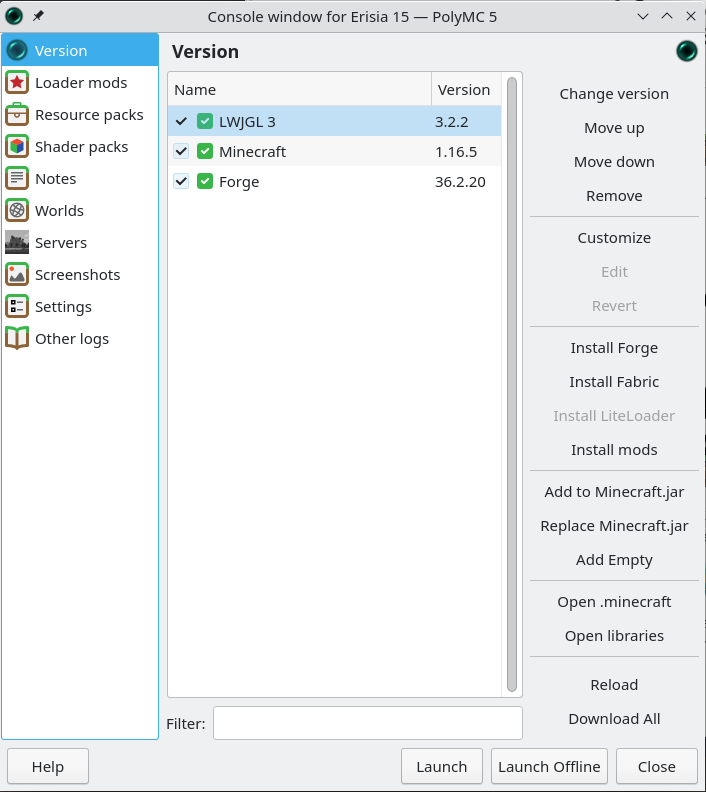 Console window for Erisia 15 — PolyMC 5
Version
Loader mods
Resource packs
Shader packs
Notes
Worlds
Servers
Screenshots
Settings
Other logs
Version
Name Version
LWJGL 3 3.2.2
Minecraft 1.16.5
Forge 36.2.20
Filter:
Change version
Move up
Move down
Remove
Customize
Edit
Revert
Install Forge
Install Fabric
Install LiteLoader
Install mods
Add to Minecraft.jar
Replace Minecraft.jar
Add Empty
Open .minecraft
Open libraries
Reload
Download All
Help Launch Launch Offline Close